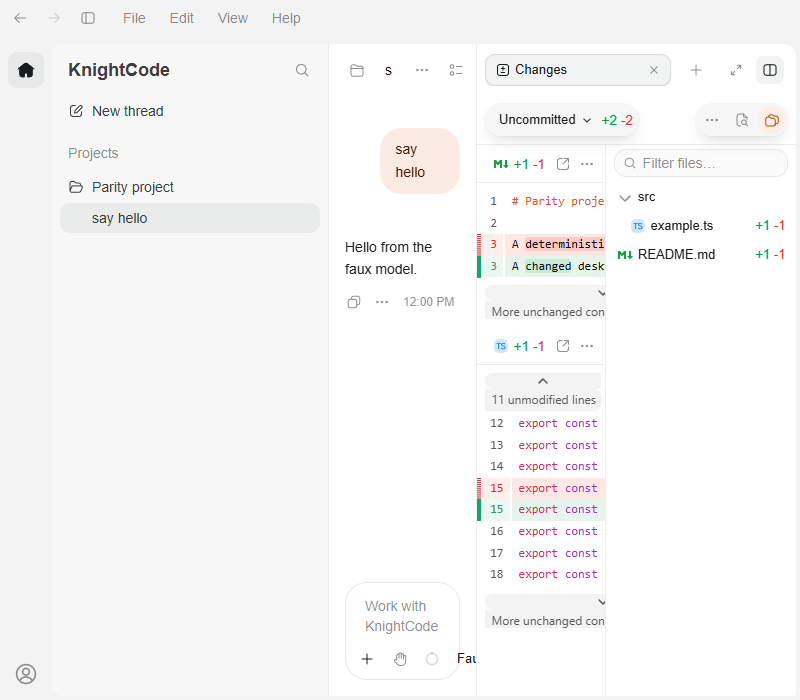 File Edit View Help
KnightCode
New thread
Projects
Parity project
say hello
s
say
hello
Hello from the
faux model.
12:00 PM
Work with
KnightCode
Fau
Changes
Uncommitted +2 -2
M↓ +1 -1
1 # Parity proje
2
3 A deterministi
3 A changed desk
More unchanged con
TS +1 -1
11 unmodified lines
12 export const
13 export const
14 export const
15 export const
15 export const
16 export const
17 export const
18 export const
More unchanged con
Filter files...
src
TS example.ts +1 -1
M↓ README.md +1 -1